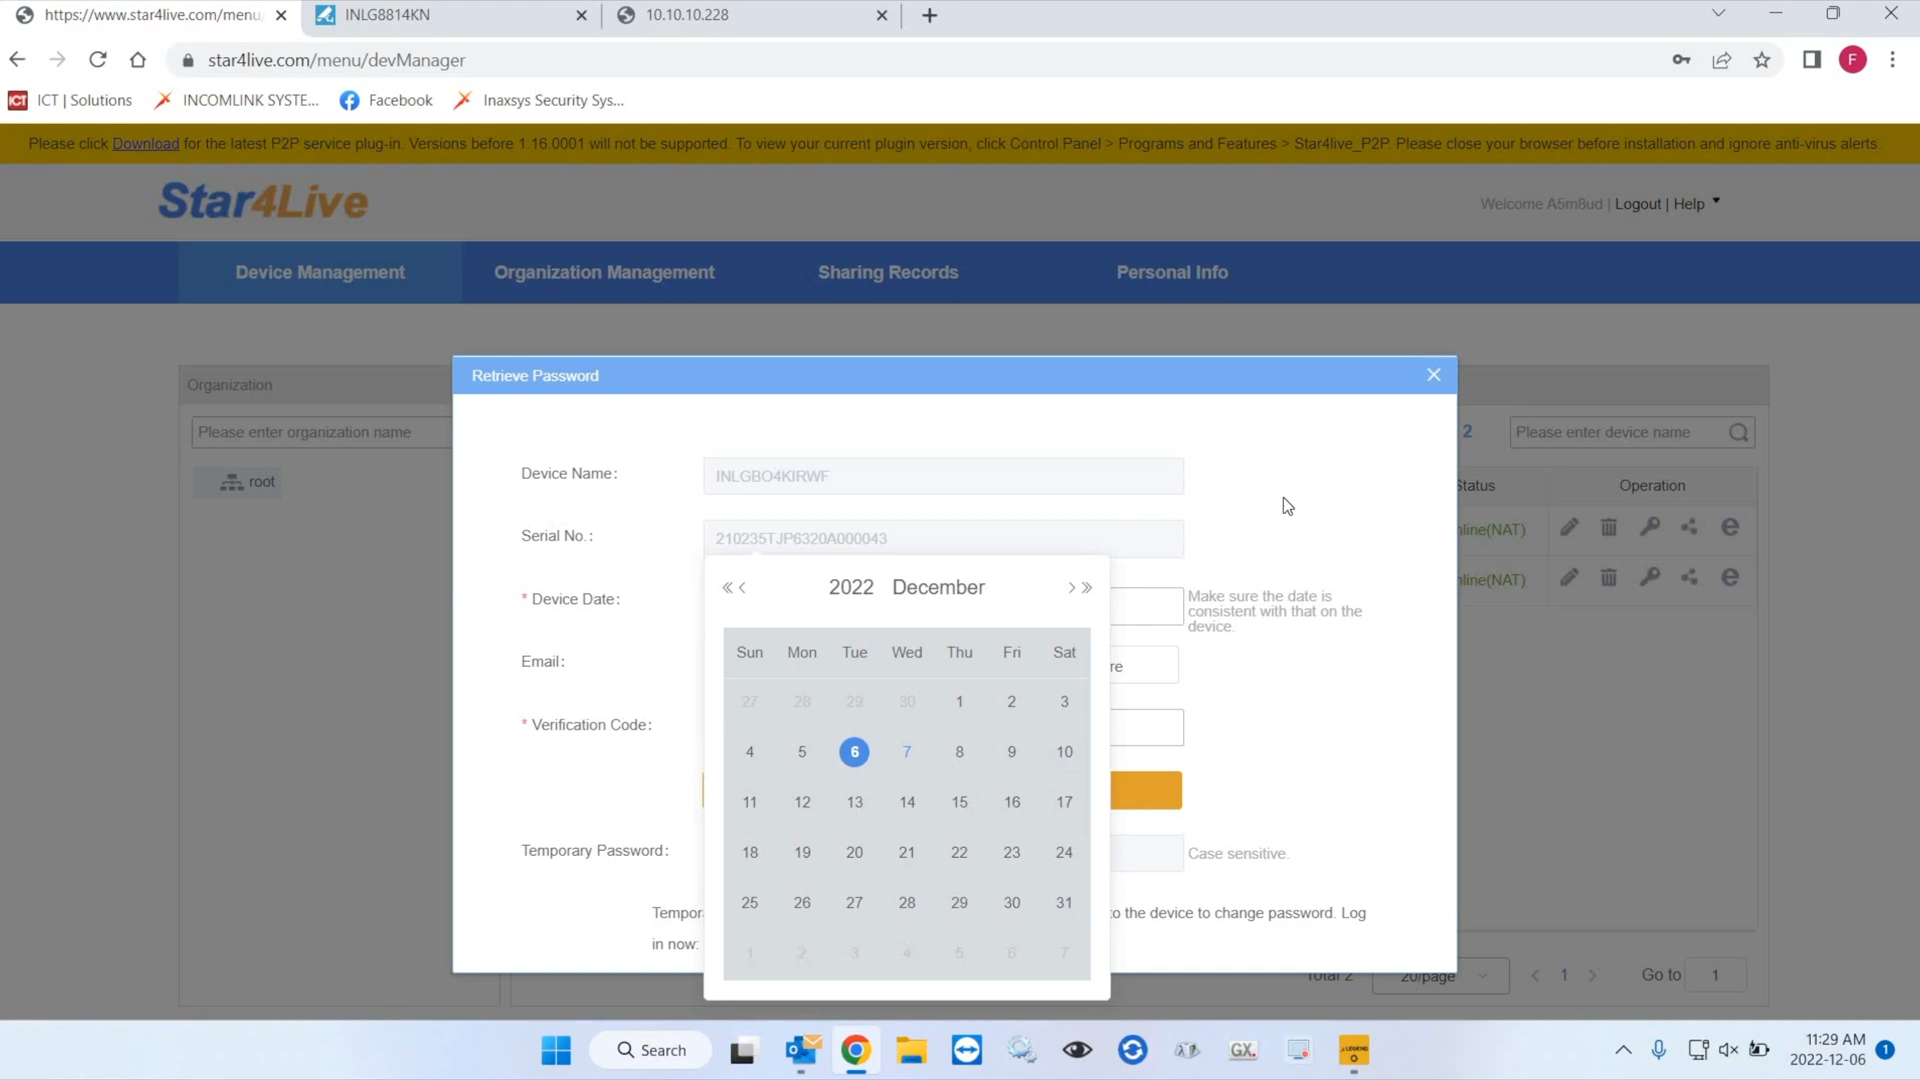 https://www.star4live.com/menu
INLG8814KN
10.10.10.228
star4live.com/menu/devManager
F
ICT ICT | Solutions
INCOMLINK SYSTE...
Facebook
Inaxsys Security Sys...
Please click Download for the latest P2P service plug-in. Versions before 1.16.0001 will not be supported. To view your current plugin version, click Control Panel > Programs and Features > Star4live_P2P. Please close your browser before installation and ignore anti-virus alerts.
Star4Live
Welcome A5m8ud | Logout | Help
Device Management
Organization Management
Sharing Records
Personal Info
Organization
Please enter organization name
root
2
Please enter device name
Status
Operation
nline(NAT)
nline(NAT)
Retrieve Password
Device Name:
INLGBO4KIRWF
Serial No.:
210235TJP6320A000043
* Device Date:
Make sure the date is
consistent with that on the
device.
Email:
re
* Verification Code:
Temporary Password:
Case sensitive.
Tempor
to the device to change password. Log
in now:
2022 December
Sun Mon Tue Wed Thu Fri Sat
27 28 29 30 1 2 3
4 5 6 7 8 9 10
11 12 13 14 15 16 17
18 19 20 21 22 23 24
25 26 27 28 29 30 31
1 2 3 4 5 6 7
Total 2
20/page
1
Go to
1
Search
GX.
LEGEND
11:29 AM
2022-12-06
1